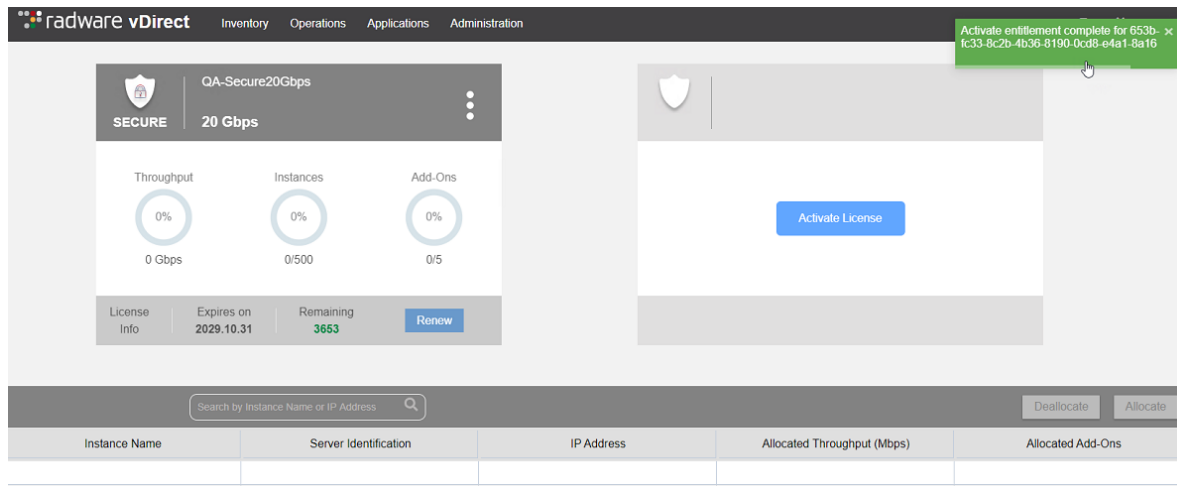 radware vDirect Inventory Operations Applications Administration
Activate entitlement complete for 653b- ×
fc33-8c2b-4b36-8190-0cd8-e4a1-8a16
QA-Secure20Gbps
SECURE 20 Gbps
Throughput Instances Add-Ons
0% 0% 0%
0 Gbps 0/500 0/5
Activate License
License Expires on Remaining
Info 2029.10.31 3653
Renew
Search by Instance Name or IP Address
Deallocate Allocate
Instance Name Server Identification IP Address Allocated Throughput (Mbps) Allocated Add-Ons